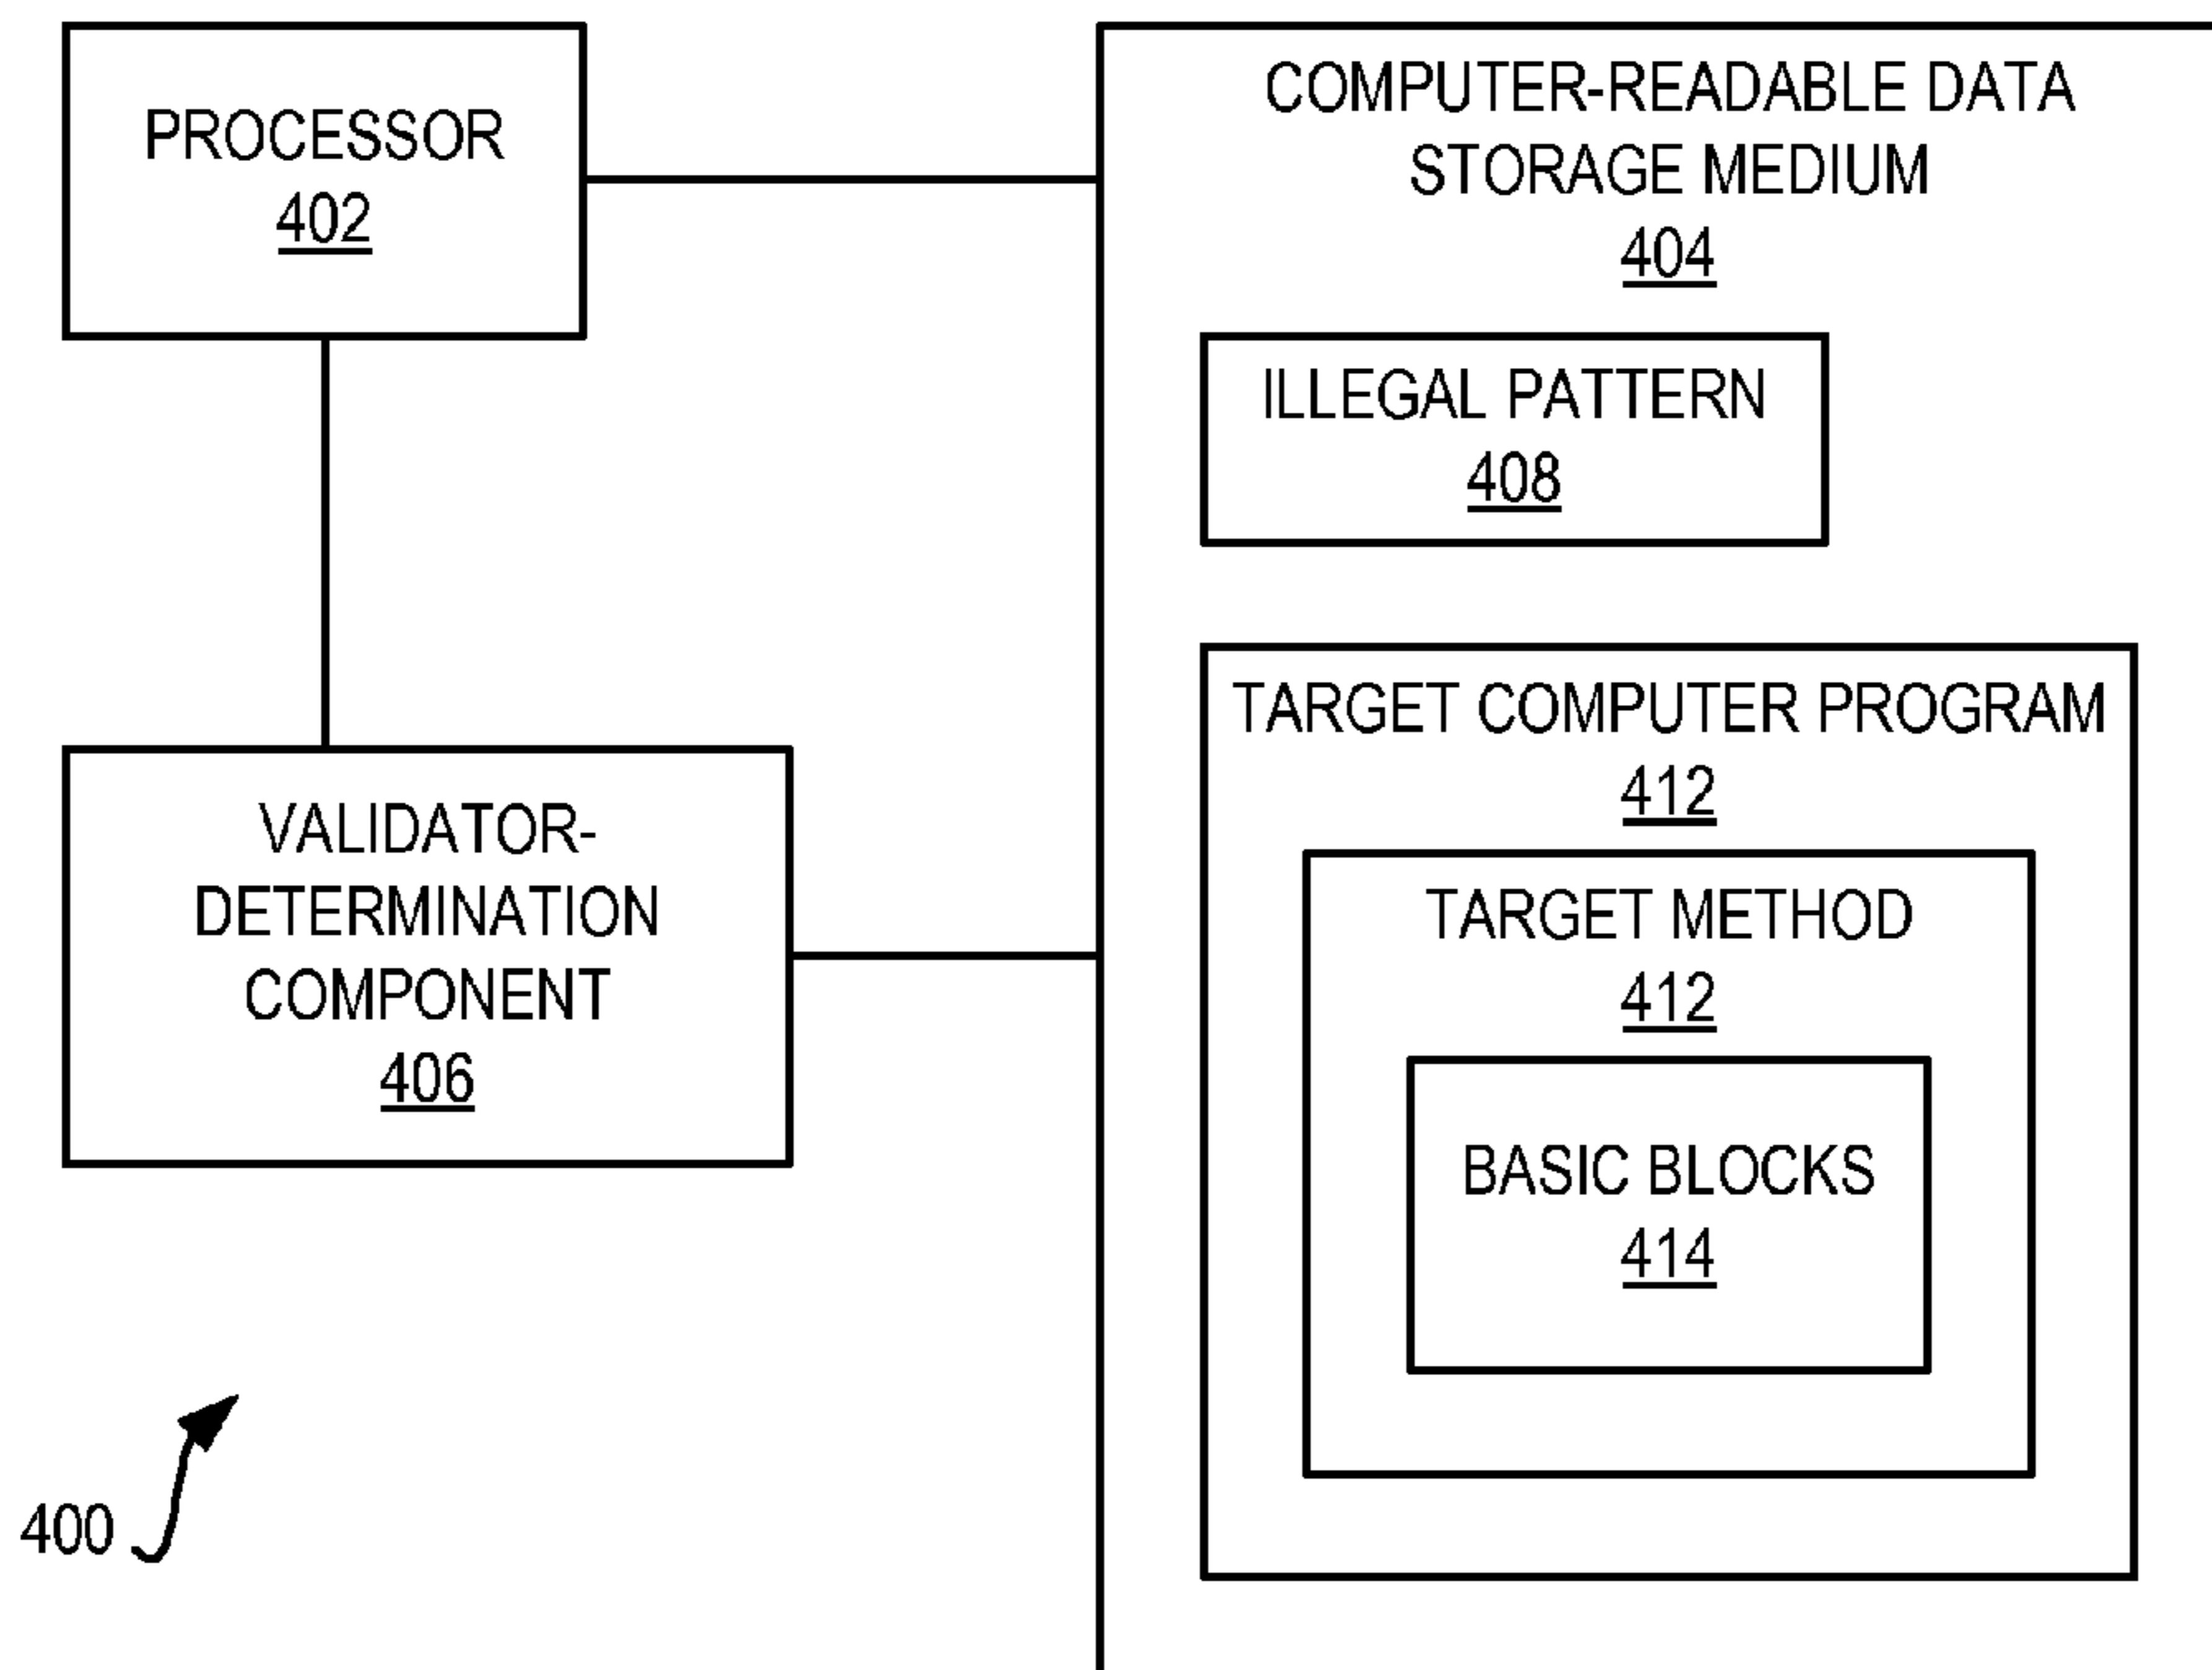 PROCESSOR
402
COMPUTER-READABLE DATA
STORAGE MEDIUM
404
ILLEGAL PATTERN
408
TARGET COMPUTER PROGRAM
412
TARGET METHOD
412
BASIC BLOCKS
414
VALIDATOR-
DETERMINATION
COMPONENT
406
400